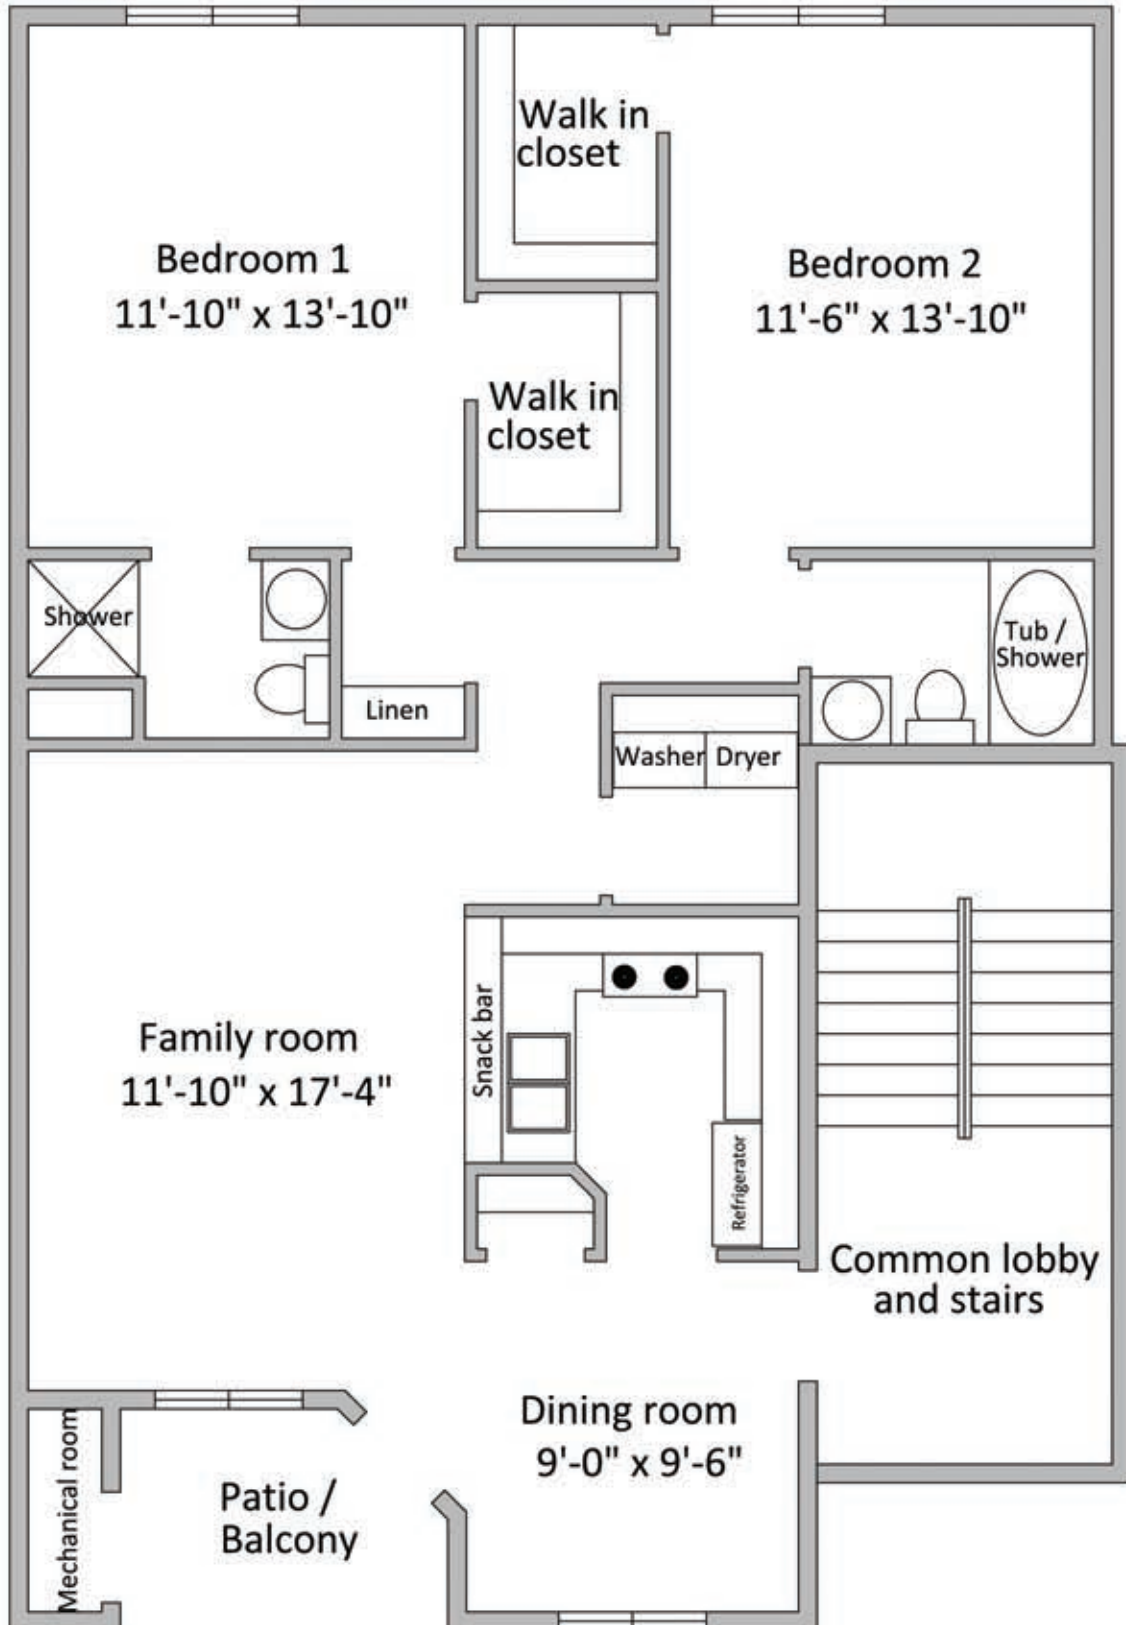 Walk in
closet
Bedroom 1
11'-10" x 13'-10"
Bedroom 2
11'-6" x 13'-10"
Walk in
closet
Shower
Tub /
Shower
Linen
Washer
Dryer
Family room
11'-10" x 17'-4"
Snack bar
Refrigerator
Common lobby
and stairs
Dining room
9'-0" x 9'-6"
Mechanical room
Patio /
Balcony